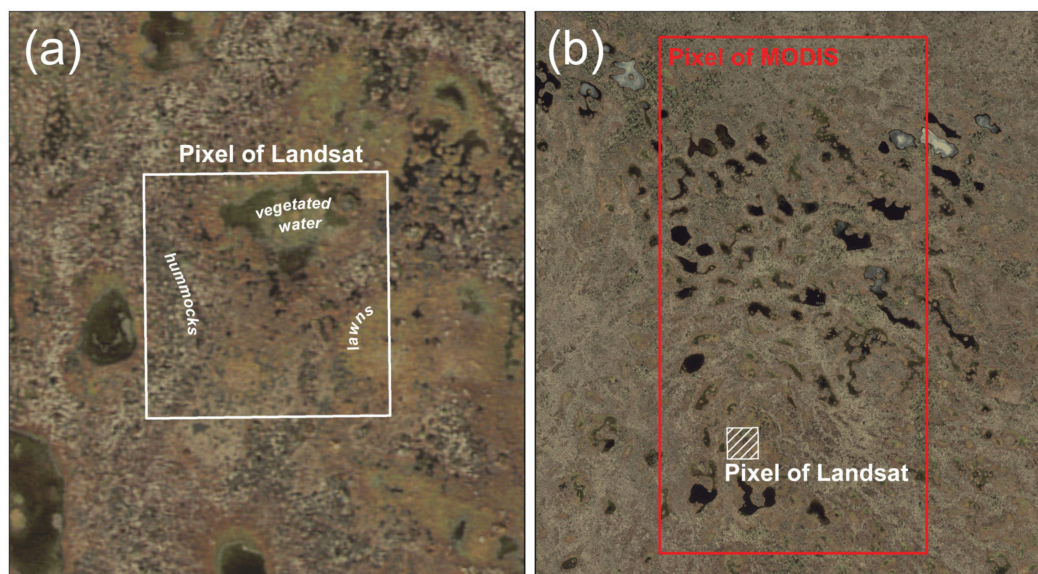 (a)
Pixel of Landsat
vegetated
water
hummocks
lawns
(b)
Pixel of MODIS
Pixel of Landsat